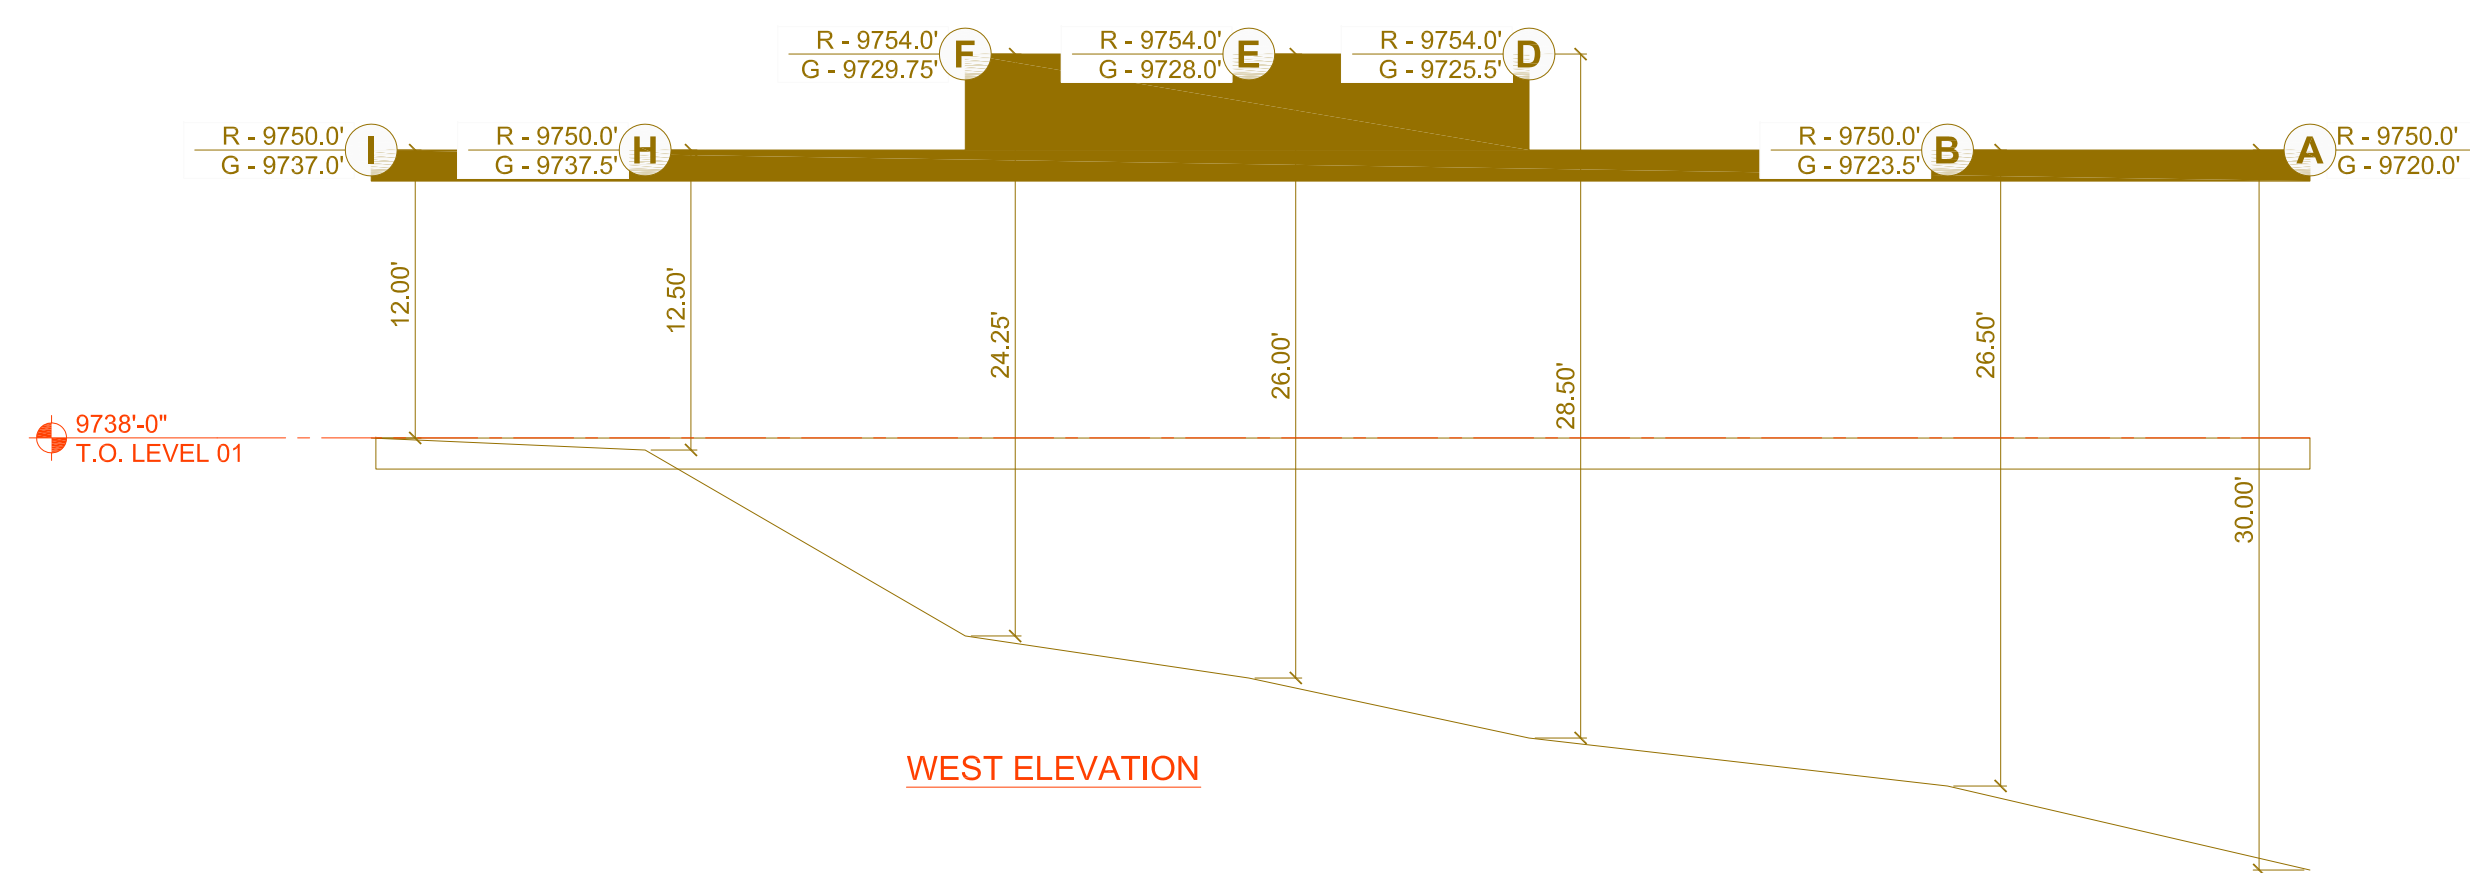 R - 9754.0' F
G - 9729.75'
R - 9754.0' E
G - 9728.0'
R - 9754.0' D
G - 9725.5'
R - 9750.0' I
G - 9737.0'
R - 9750.0' H
G - 9737.5'
R - 9750.0' B
G - 9723.5'
A R - 9750.0'
G - 9720.0'
12.00'
12.50'
24.25'
26.00'
28.50'
26.50'
30.00'
9738'-0"
T.O. LEVEL 01
WEST ELEVATION